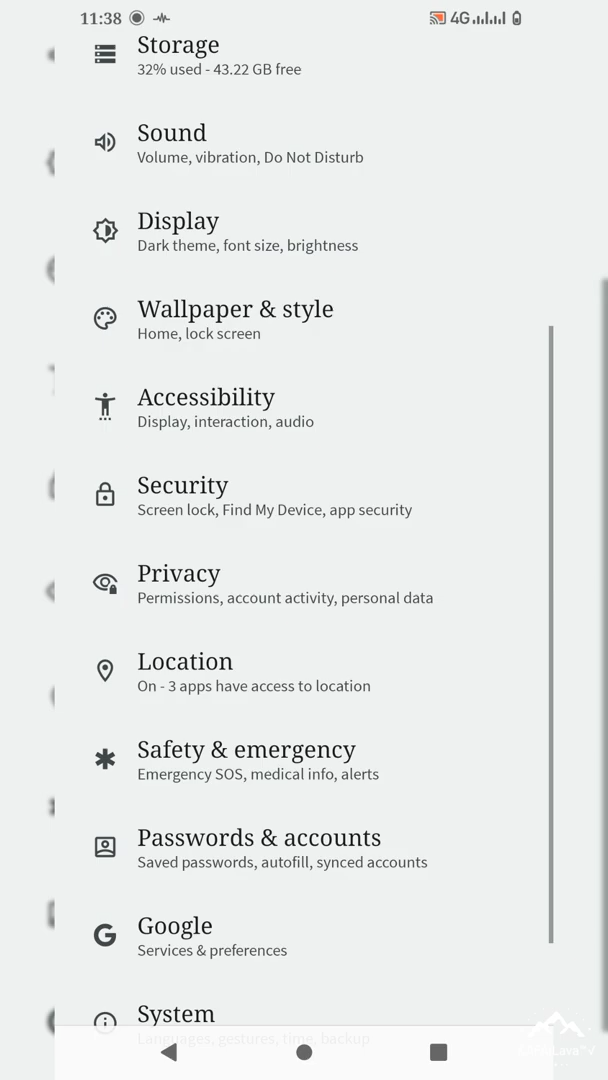 11:38
4G
Storage
32% used - 43.22 GB free
Sound
Volume, vibration, Do Not Disturb
Display
Dark theme, font size, brightness
Wallpaper & style
Home, lock screen
Accessibility
Display, interaction, audio
Security
Screen lock, Find My Device, app security
Privacy
Permissions, account activity, personal data
Location
On - 3 apps have access to location
Safety & emergency
Emergency SOS, medical info, alerts
Passwords & accounts
Saved passwords, autofill, synced accounts
Google
Services & preferences
System
Languages, gestures, time, backup